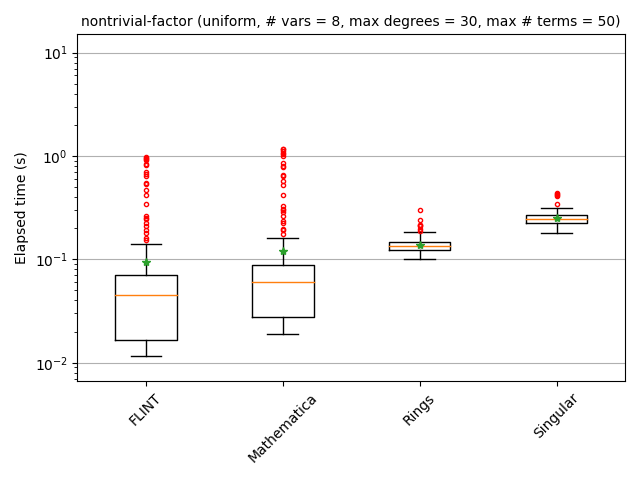 nontrivial-factor (uniform, # vars = 8, max degrees = 30, max # terms = 50)
Elapsed time (s)
10¹
10⁰
10⁻¹
10⁻²
FLINT
Mathematica
Rings
Singular